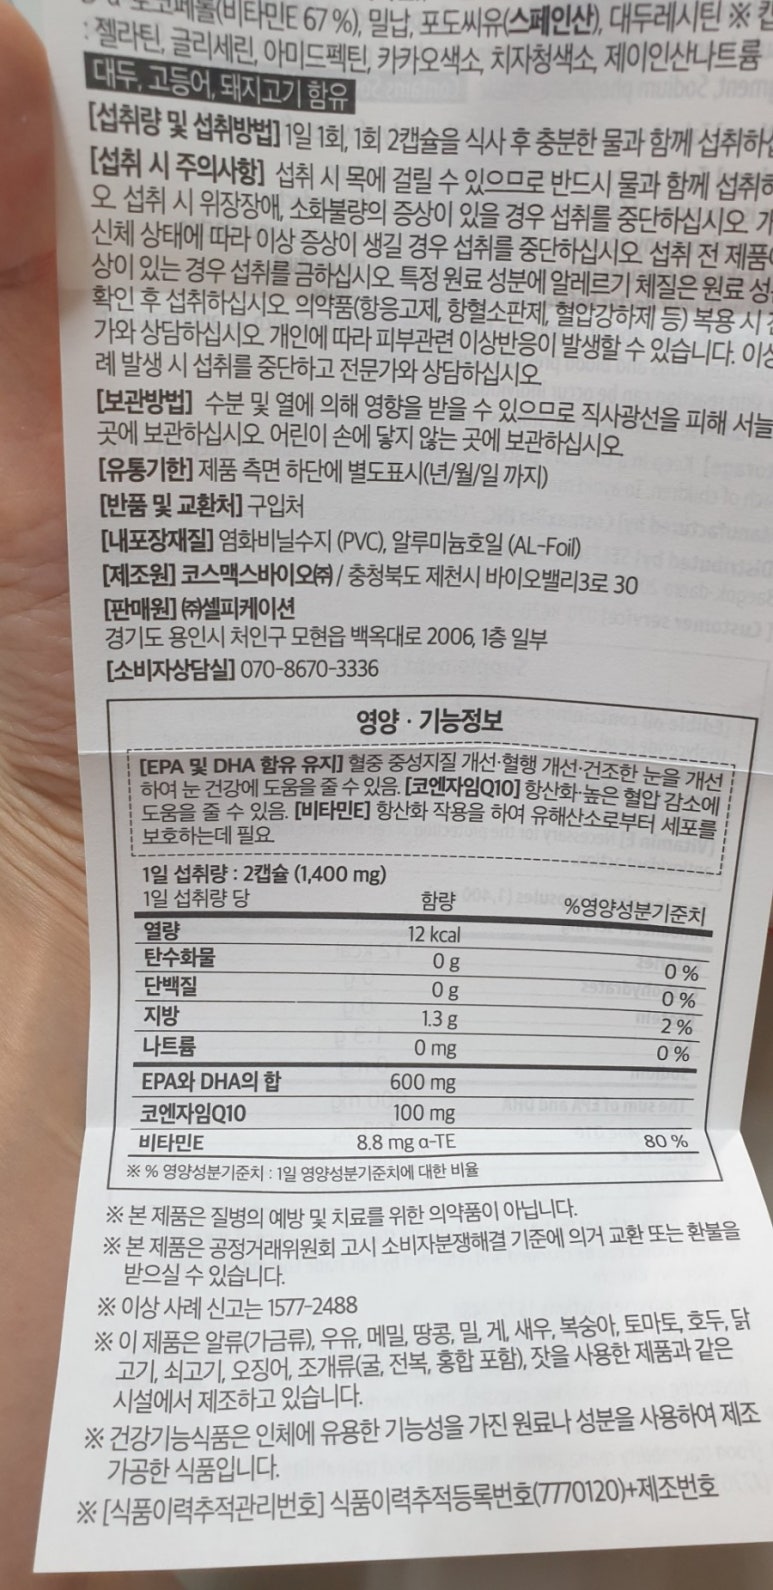 토코페롤(비타민E 67 %), 밀납, 포도씨유(스페인산), 대두레시틴 ※ 캡
: 젤라틴, 글리세린, 아미드펙틴, 카카오색소, 치자청색소, 제이인산나트륨
대두, 고등어, 돼지고기 함유
[섭취량 및 섭취방법] 1일 1회, 1회 2캡슐을 식사 후 충분한 물과 함께 섭취하
[섭취 시 주의사항] 섭취 시 목에 걸릴 수 있으므로 반드시 물과 함께 섭취하
오 섭취 시 위장장애, 소화불량의 증상이 있을 경우 섭취를 중단하십시오. 가
신체 상태에 따라 이상 증상이 생길 경우 섭취를 중단하십시오. 섭취 전 제품
상이 있는 경우 섭취를 금하십시오. 특정 원료 성분에 알레르기 체질은 원료 성
확인 후 섭취하십시오. 의약품(항응고제, 항혈소판제, 혈압강하제 등) 복용 시
가와 상담하십시오. 개인에 따라 피부관련 이상반응이 발생할 수 있습니다. 이상
례 발생 시 섭취를 중단하고 전문가와 상담하십시오.
[보관방법] 수분 및 열에 의해 영향을 받을 수 있으므로 직사광선을 피해 서늘
곳에 보관하십시오. 어린이 손에 닿지 않는 곳에 보관하십시오.
[유통기한] 제품 측면 하단에 별도표시(년/월/일 까지)
[반품 및 교환처] 구입처
[내포장재질] 염화비닐수지 (PVC), 알루미늄호일 (AL-Foil)
[제조원] 코스맥스바이오㈜ / 충청북도 제천시 바이오밸리3로 30
[판매원] ㈜셀피케이션
경기도 용인시 처인구 모현읍 백옥대로 2006, 1층 일부
[소비자상담실] 070-8670-3336
영양 · 기능정보
[EPA 및 DHA 함유 유지] 혈중 중성지질 개선·혈행 개선·건조한 눈을 개선
하여 눈 건강에 도움을 줄 수 있음. [코엔자임Q10] 항산화·높은 혈압 감소에
도움을 줄 수 있음. [비타민E] 항산화 작용을 하여 유해산소로부터 세포를
보호하는데 필요
1일 섭취량 : 2캡슐 (1,400 mg)
1일 섭취량 당 함량 %영양성분기준치
열량 12 kcal
탄수화물 0 g 0 %
단백질 0 g 0 %
지방 1.3 g 2 %
나트륨 0 mg 0 %
EPA와 DHA의 합 600 mg
코엔자임Q10 100 mg
비타민E 8.8 mg α-TE 80 %
※ % 영양성분기준치 : 1일 영양성분기준치에 대한 비율
※ 본 제품은 질병의 예방 및 치료를 위한 의약품이 아닙니다.
※ 본 제품은 공정거래위원회 고시 소비자분쟁해결 기준에 의거 교환 또는 환불을
받으실 수 있습니다.
※ 이상 사례 신고는 1577-2488
※ 이 제품은 알류(가금류), 우유, 메밀, 땅콩, 밀, 게, 새우, 복숭아, 토마토, 호두, 닭
고기, 쇠고기, 오징어, 조개류(굴, 전복, 홍합 포함), 잣을 사용한 제품과 같은
시설에서 제조하고 있습니다.
※ 건강기능식품은 인체에 유용한 기능성을 가진 원료나 성분을 사용하여 제조
가공한 식품입니다.
※ [식품이력추적관리번호] 식품이력추적등록번호(7770120)+제조번호